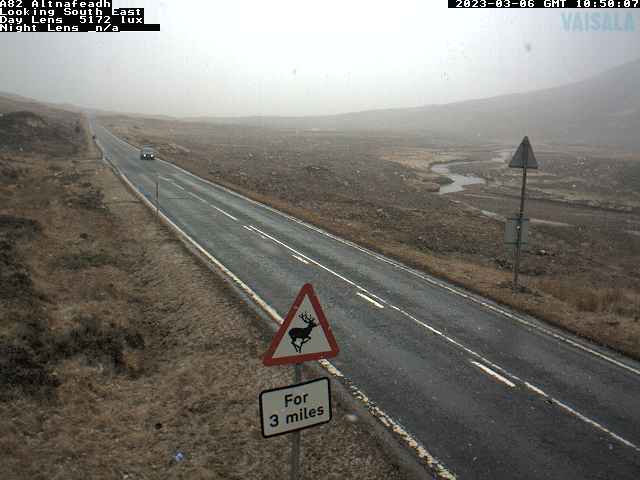 A82 Altnafeadh
Looking South East
Day Lens 5172 lux
Night Lens n/a
2023-03-06 GMT 10:50:07
VAISALA
For
3 miles